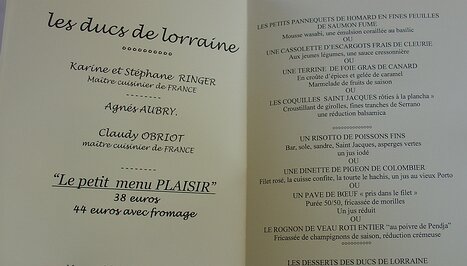 les ducs de lorraine
ooooooooooo
Karine et Stéphane RINGER
Maître cuisinier de FRANCE
--------
Agnés AUBRY.
--------
Claudy OBRIOT
maître cuisinier de FRANCE
"Le petit menu PLAISIR"
38 euros
44 euros avec fromage
LES PETITS PANNEQUETS DE HOMARD EN FINES FEUILLES
DE SAUMON FUME
Mousse wasabi, une émulsion coraillée au basilic
OU
UNE CASSOLETTE D'ESCARGOTS FRAIS DE CLEURIE
Aux jeunes légumes, une sauce cressonnière
OU
UNE TERRINE DE FOIE GRAS DE CANARD
En croûte d'épices et gelée de caramel
Marmelade de fruits de saison
OU
LES COQUILLES SAINT JACQUES rôties à la plancha »
Croustillant de girolles, fines tranches de Serrano
une réduction balsamica
ooooooooooo
UN RISOTTO DE POISSONS FINS
Bar, sole, sandre, Saint Jacques, asperges vertes
un jus iodé
OU
UNE DINETTE DE PIGEON DE COLOMBIER
Filet rosé, la cuisse confite, la tourte le hachis, un jus au vieux Porto
OU
UN PAVE DE BŒUF « pris dans le filet »
Purée 50/50, fricassée de morilles
Un jus réduit
OU
LE ROGNON DE VEAU ROTI ENTIER "au poivre de Pendja"
Fricassée de champignons de saison, réduction crémeuse
ooooooooooo
LES DESSERTS DES DUCS DE LORRAINE